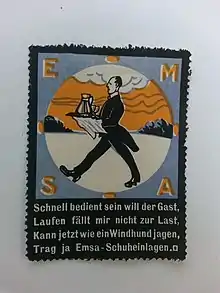 E M
S A
Schnell bedient sein will der Gast,
Laufen fällt mir nicht zur Last,
Kann jetzt wie ein Windhund jagen,
Trag ja Emsa-Schuheinlagen.